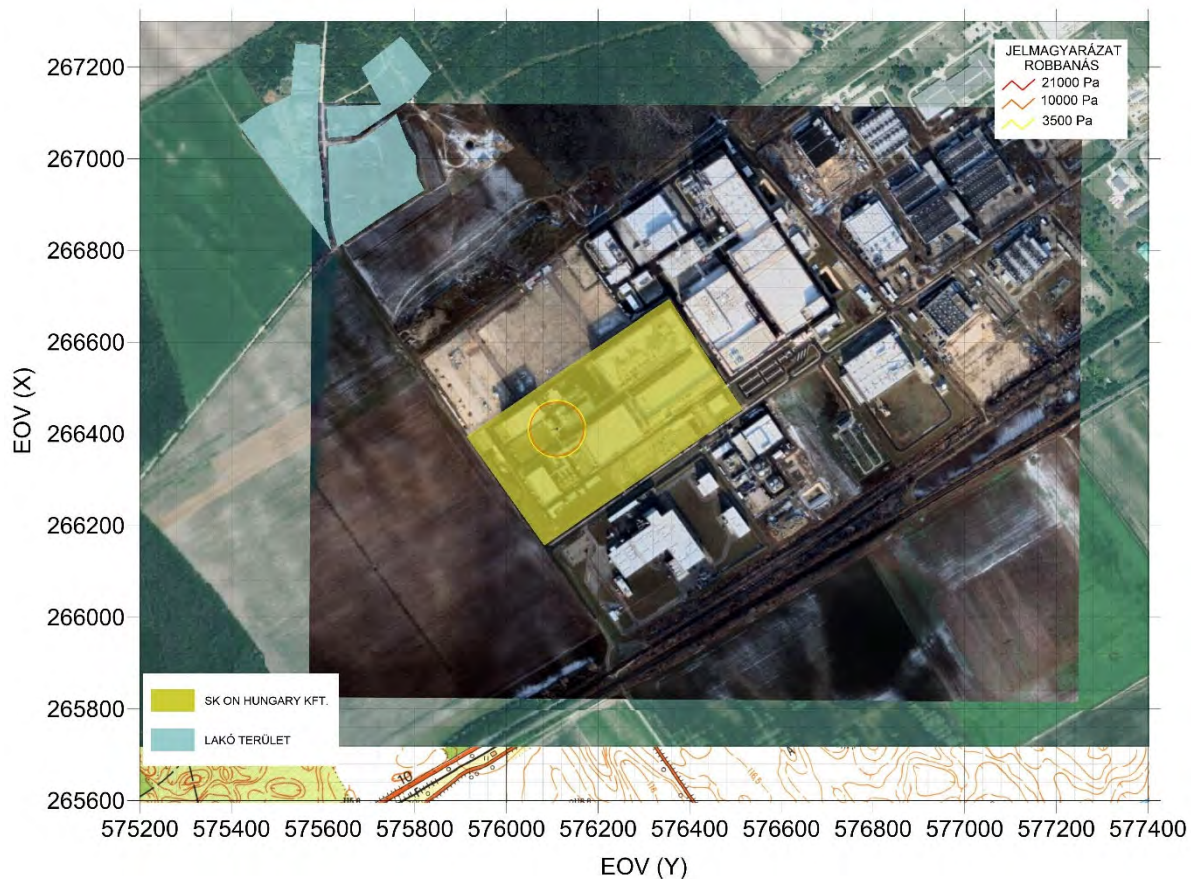 JELMAGYARÁZAT
ROBBANÁS
21000 Pa
10000 Pa
3500 Pa
EOV (X)
267200
267000
266800
266600
266400
266200
266000
265800
265600
SK ON HUNGARY KFT.
LAKÓ TERÜLET
10
575200 575400 575600 575800 576000 576200 576400 576600 576800 577000 577200 577400
EOV (Y)